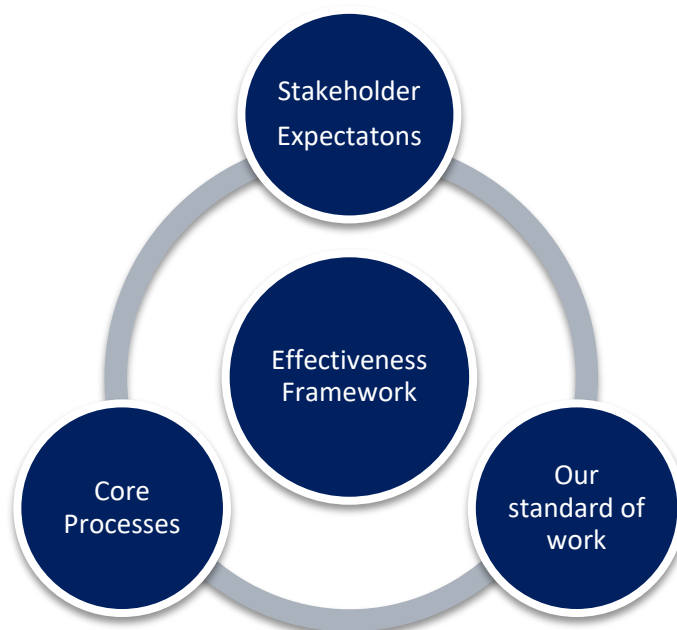 Stakeholder
Expectatons
Effectiveness
Framework
Core
Processes
Our
standard of
work